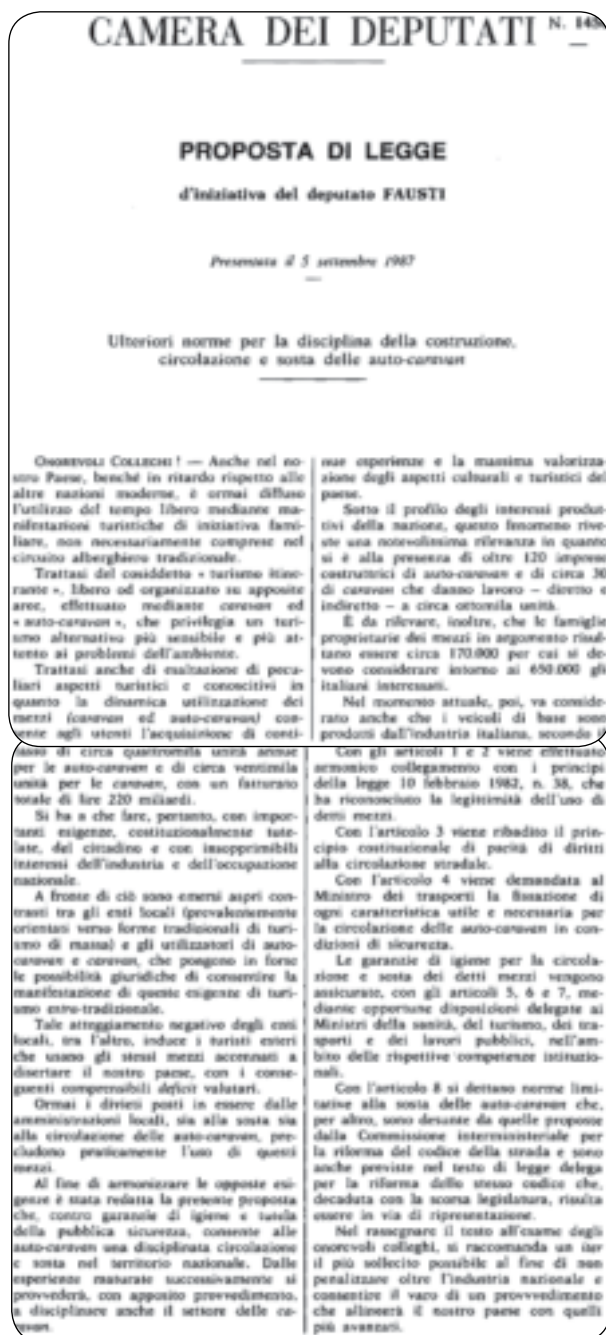 CAMERA DEI DEPUTATI N.
PROPOSTA DI LEGGE
d'iniziativa del deputato FAUSTI
Presentata il 5 settembre 1987
Ulteriori norme per la disciplina della costruzione,
circolazione e sosta delle auto-caravan
ONOREVOLI COLLEGHI ! — Anche nel no-
stro Paese, benché in ritardo rispetto alle
altre nazioni moderne, è ormai diffuso
l'utilizzo del tempo libero mediante ma-
nifestazioni turistiche di iniziativa fami-
liare, non necessariamente comprese nel
circuito alberghiero tradizionale.
Trattasi del cosiddetto « turismo itine-
rante », libero od organizzato su apposite
aree, effettuato mediante caravan ed
« auto-caravan », che privilegia un turi-
smo alternativo più sensibile e più at-
tento ai problemi dell'ambiente.
Trattasi anche di esaltazione di pecu-
liari aspetti turistici e conoscitivi in
quanto la dinamica utilizzazione dei
mezzi (caravan ed auto-caravan) con-
sente agli utenti l'acquisizione di conti-
nue esperienze e la massima valorizza-
zione degli aspetti culturali e turistici del
paese.
Sotto il profilo degli interessi produt-
tivi della nazione, questo fenomeno rive-
ste una notevolissima rilevanza in quanto
si è alla presenza di oltre 120 imprese
costruttrici di auto-caravan e di circa 30
di caravan che danno lavoro – diretto e
indiretto – a circa ottomila unità.
È da rilevare, inoltre, che le famiglie
proprietarie dei mezzi in argomento risul-
tano essere circa 170.000 per cui si de-
vono considerare intorno ai 650.000 gli
italiani interessati.
Nel momento attuale, poi, va conside-
rato anche che i veicoli di base sono
prodotti dall'industria italiana, secondo il
tasso di circa quattromila unità annue
per le auto-caravan e di circa ventimila
unità per le caravan, con un fatturato
totale di lire 220 miliardi.
Si ha a che fare, pertanto, con impor-
tanti esigenze, costituzionalmente tute-
late, del cittadino e con insopprimibili
interessi dell'industria e dell'occupazione
nazionale.
A fronte di ciò sono emersi aspri con-
trasti tra gli enti locali (prevalentemente
orientati verso forme tradizionali di turi-
smo di massa) e gli utilizzatori di auto-
caravan e caravan, che pongono in forse
le possibilità giuridiche di consentire la
manifestazione di queste esigenze di turi-
smo extra-tradizionale.
Tale atteggiamento negativo degli enti
locali, tra l'altro, induce i turisti esteri
che usano gli stessi mezzi accennati a
disertare il nostro paese, con i conse-
guenti comprensibili deficit valutari.
Ormai i divieti posti in essere dalle
amministrazioni locali, sia alla sosta sia
alla circolazione delle auto-caravan, pre-
cludono praticamente l'uso di questi
mezzi.
Al fine di armonizzare le opposte esi-
genze è stata redatta la presente proposta
che, contro garanzie di igiene e tutela
della pubblica sicurezza, consente alle
auto-caravan una disciplinata circolazione
e sosta nel territorio nazionale. Dalle
esperienze maturate successivamente si
provvederà, con apposito provvedimento,
a disciplinare anche il settore delle ca-
ravan.
Con gli articoli 1 e 2 viene effettuato
armonico collegamento con i principi
della legge 10 febbraio 1982, n. 38, che
ha riconosciuto la legittimità dell'uso di
detti mezzi.
Con l'articolo 3 viene ribadito il prin-
cipio costituzionale di parità di diritti
alla circolazione stradale.
Con l'articolo 4 viene demandata al
Ministro dei trasporti la fissazione di
ogni caratteristica utile e necessaria per
la circolazione delle auto-caravan in con-
dizioni di sicurezza.
Le garanzie di igiene per la circola-
zione e sosta dei detti mezzi vengono
assicurate, con gli articoli 5, 6 e 7, me-
diante opportune disposizioni delegate ai
Ministri della sanità, del turismo, dei tra-
sporti e dei lavori pubblici, nell'am-
bito delle rispettive competenze istituzio-
nali.
Con l'articolo 8 si dettano norme limi-
tative alla sosta delle auto-caravan che,
per altro, sono desunte da quelle proposte
dalla Commissione interministeriale per
la riforma del codice della strada e sono
anche previste nel testo di legge delega
per la riforma dello stesso codice che,
decaduta con la scorsa legislatura, risulta
essere in via di ripresentazione.
Nel rassegnare il testo all'esame degli
onorevoli colleghi, si raccomanda un iter
il più sollecito possibile al fine di non
penalizzare oltre l'industria nazionale e
consentire il varo di un provvvedimento
che allineerà il nostro paese con quelli
più avanzati.